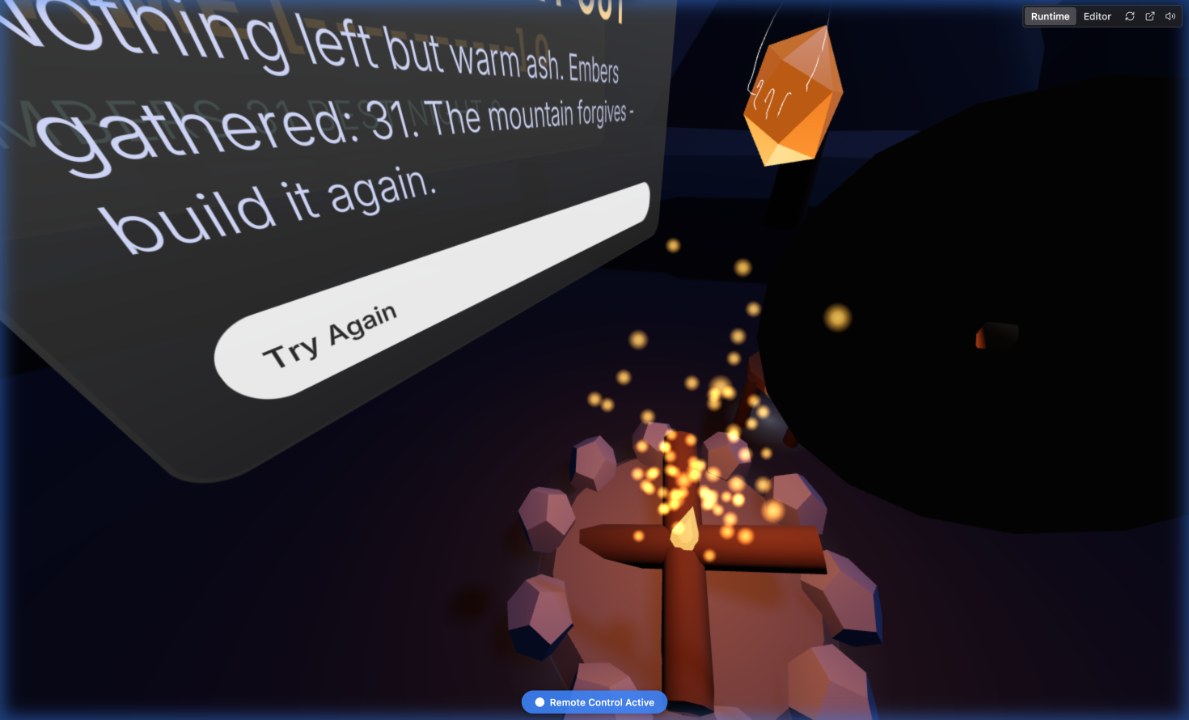 Runtime Editor
OUT
Nothing left but warm ash. Embers
gathered: 31. The mountain forgives -
build it again.
Try Again
Remote Control Active